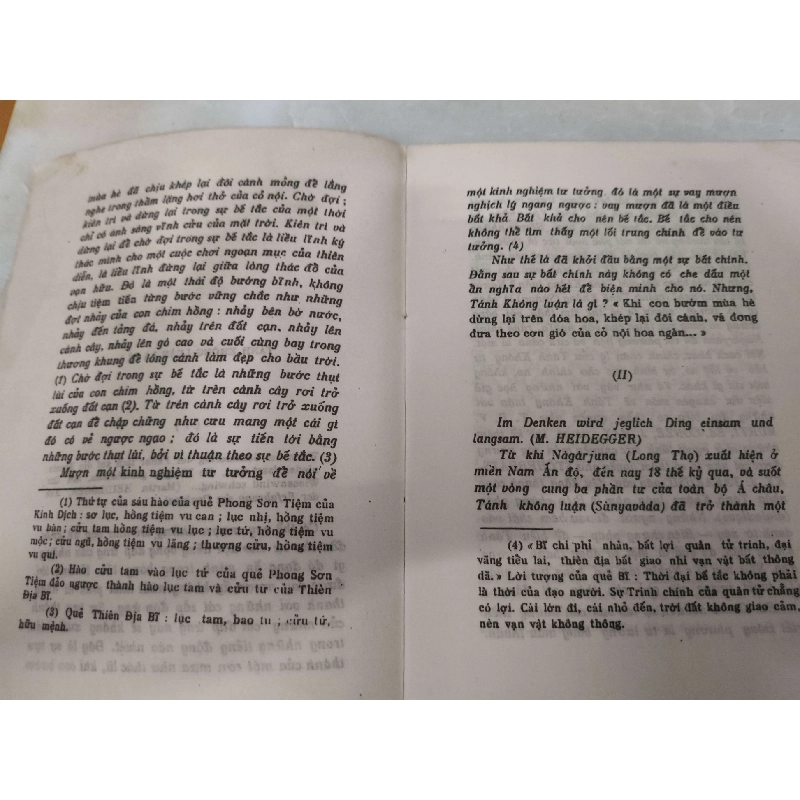 mùa hè đã chịu khép lại đôi cánh mỏng để lắng
nghe trong thầm lặng hơi thở của cỏ nội. Chờ đợi ;
kiên trì và dừng lại trong sự bế tắc của một thời
chỉ có ánh sáng vĩnh cửu của mặt trời. Kiên trì và
dừng lại để chờ đợi trong sự bế tắc là liều lĩnh ký
thác mình cho một cuộc chơi ngoạn mục của thiên
diễn, là liều lĩnh đứng lại giữa lòng thác đổ của
vạn hữu. Đó là một thái độ bướng bỉnh, không
chịu tiệm tiến từng bước vững chắc như những
đợt nhảy của con chim hồng : nhảy bên bờ nước,
nhảy đến tảng đá, nhảy trên đất cạn, nhảy lên
cành cây, nhảy lên gò cao và cuối cùng bay trong
thương khung để lông cánh làm đẹp cho bầu trời.
(1) Chờ đợi trong sự bế tắc là những bước thụt
lùi của con chim hồng, từ trên cành cây rơi trở
xuống đất cạn (2). Từ trên cành cây rơi trở xuống
đất cạn để chập chững như cưu mang một cái gì
đó có vẻ ngược ngạo ; đó là sự tiến tới bằng
những bước thụt lùi, bởi vì thuận theo sự bế tắc. (3)
Mượn một kinh nghiệm tư tưởng để nói về
(1) Thứ tự của sáu hào của quẻ Phong Sơn Tiệm của
Kinh Dịch : sơ lục, hồng tiệm vu can ; lục nhị, hồng tiệm
vu bàn ; cửu tam hồng tiệm vu lục ; lục tứ, hồng tiệm vu
mộc ; cửu ngũ, hồng tiệm vu lăng ; thượng cửu, hồng tiệm
vu qui.
(2) Hào cửu tam vào lục tứ của quẻ Phong Sơn
Tiệm đảo ngược thành hào lục tam và cửu tứ của Thiên
Địa Bĩ.
(3) Quẻ Thiên Địa Bĩ : lục tam, bao tu ; cửu tứ,
hữu mệnh.
một kinh nghiệm tư tưởng. đó là một sự vay mượn
nghịch lý ngang ngược : vay mượn đã là một điều
bất khả. Bất khả cho nên bế tắc. Bế tắc cho nên
không thể tìm thấy một lối trung chính để vào tư
tưởng. (4)
Như thế là đã khởi đầu bằng một sự bất chính.
Đằng sau sự bất chính này không có che dấu một
ẩn nghĩa nào hết để biện minh cho nó. Nhưng,
Tánh Không luận là gì ? « Khi con bướm mùa hè
dừng lại trên đóa hoa, khép lại đôi cánh, và đong
đưa theo cơn gió của cỏ nội hoa ngàn... »
(II)
Im Denken wird jeglich Ding einsam und
langsam. (M. HEIDEGGER)
Từ khi Nàgàrjuna (Long Thọ) xuất hiện ở
miền Nam Ấn độ, đến nay 18 thế kỷ qua, và suốt
một vòng cung ba phần tư của toàn bộ Á châu,
Tánh không luận (Sùnyavàda) đã trở thành một
(4) « Bĩ chi phỉ nhân, bất lợi quân tử trinh, đại
vãng tiểu lai, thiên địa bất giao nhi vạn vật bất thông
dã. » Lời tượng của quẻ Bĩ : Thời đại bế tắc không phải
là thời của đạo người. Sự Trinh chính của quân tử chẳng
có lợi. Cái lớn đi, cái nhỏ đến, trời đất không giao cảm,
nên vạn vật không thông.